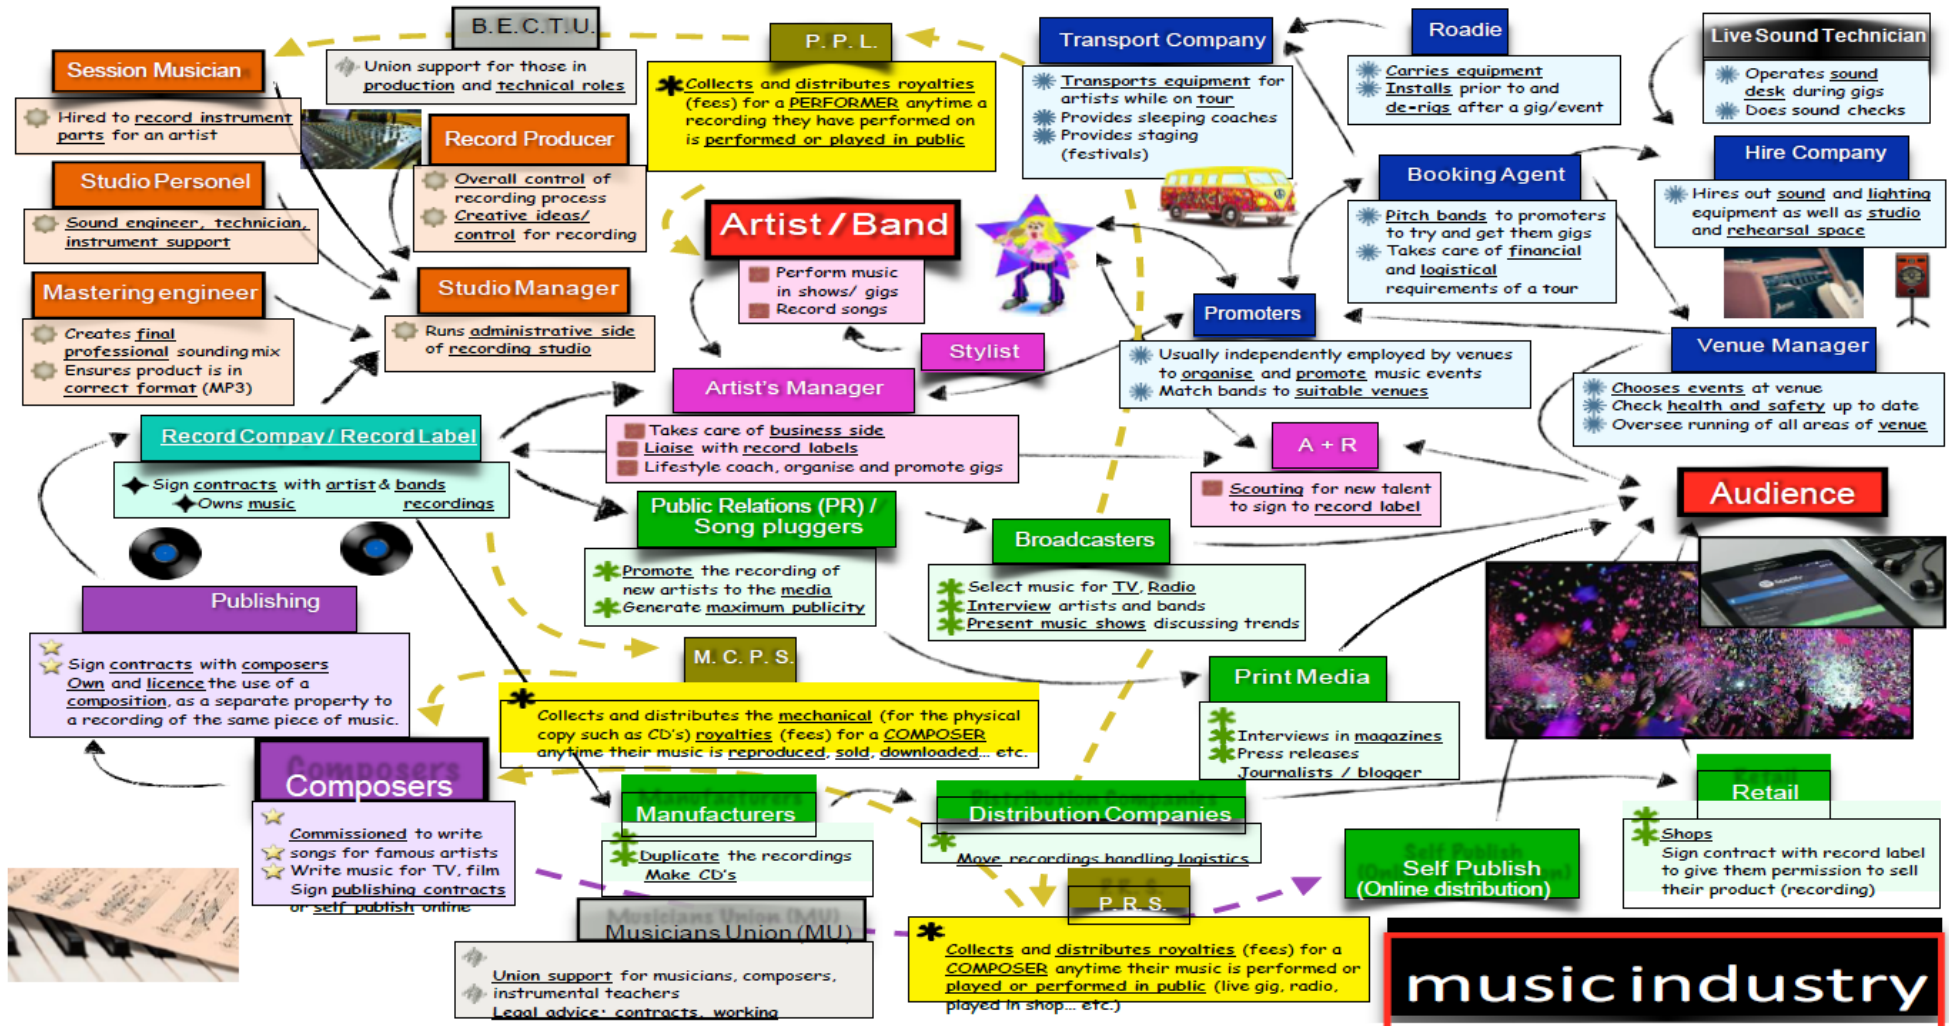 B.E.C.T.U.
Union support for those in
production and technical roles
P. P. L.
Collects and distributes royalties
(fees) for a PERFORMER anytime a
recording they have performed on
is performed or played in public
Transport Company
Transports equipment for
artists while on tour
Provides sleeping coaches
Provides staging
(festivals)
Roadie
Carries equipment
Installs prior to and
de-rigs after a gig/event
Live Sound Technician
Operates sound
desk during gigs
Does sound checks
Session Musician
Hired to record instrument
parts for an artist
Record Producer
Overall control of
recording process
Creative ideas/
control for recording
Studio Personel
Sound engineer, technician,
instrument support
Booking Agent
Pitch bands to promoters
to try and get them gigs
Takes care of financial
and logistical
requirements of a tour
Hire Company
Hires out sound and lighting
equipment as well as studio
and rehearsal space
Artist/Band
Perform music
in shows/ gigs
Record songs
Mastering engineer
Creates final
professional sounding mix
Ensures product is in
correct format (MP3)
Studio Manager
Runs administrative side
of recording studio
Stylist
Promoters
Usually independently employed by venues
to organise and promote music events
Match bands to suitable venues
Venue Manager
Chooses events at venue
Check health and safety up to date
Oversee running of all areas of venue
Artist's Manager
Takes care of business side
Liaise with record labels
Lifestyle coach, organise and promote gigs
Record Compay/ Record Label
Sign contracts with artist & bands
Owns music recordings
A + R
Scouting for new talent
to sign to record label
Audience
Public Relations (PR) /
Song pluggers
Promote the recording of
new artists to the media
Generate maximum publicity
Broadcasters
Select music for TV, Radio
Interview artists and bands
Present music shows discussing trends
Publishing
Sign contracts with composers
Own and licence the use of a
composition, as a separate property to
a recording of the same piece of music.
M. C. P. S.
Collects and distributes the mechanical (for the physical
copy such as CD's) royalties (fees) for a COMPOSER
anytime their music is reproduced, sold, downloaded... etc.
Print Media
Interviews in magazines
Press releases
Journalists / blogger
Composers
Composers
Commissioned to write
songs for famous artists
Write music for TV, film
Sign publishing contracts
or self publish online
Manufacturers
Manufacturers
Duplicate the recordings
Make CD's
Distribution Companies
Distribution Companies
Move recordings handling logistics
Retail
Retail
Shops
Sign contract with record label
to give them permission to sell
their product (recording)
Self Publish
Self Publish
(Online distribution)
Musicians Union (MU)
Musicians Union (MU)
Union support for musicians, composers,
instrumental teachers
Legal advice: contracts, working
P. R. S.
P. R. S.
Collects and distributes royalties (fees) for a
COMPOSER anytime their music is performed or
played or performed in public (live gig, radio,
played in shop... etc.)
music industry